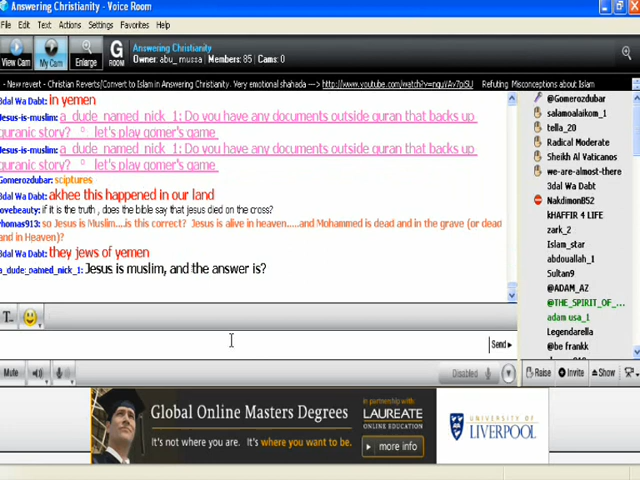 Answering Christianity - Voice Room
File Edit Text Actions Settings Favorites Help
View Cam
My Cam
Enlarge
G
ROOM
Answering Christianity
Owner: abu_mussa | Members: 85 | Cams: 0
- New revert - Christian Reverts/Convert to Islam in Answering Christianity. Very emotional shahada ---> Refuting Misconceptions about Islam
3dal Wa Dabt: in yemen
Jesus-is-muslim: a_dude_named_nick_1: Do you have any documents outside quran that backs up
quranic story? let's play gomer's game
Jesus-is-muslim: a_dude_named_nick_1: Do you have any documents outside quran that backs up
quranic story? let's play gomer's game
Gomerozdubar: sciptures
3dal Wa Dabt: akhee this happened in our land
lovebeauty: if it is the truth , does the bible say that jesus died on the cross?
rhomas913: so Jesus is Muslim....is this correct? Jesus is alive in heaven.....and Mohammed is dead and in the grave (or dead
and in Heaven)?
3dal Wa Dabt: they jews of yemen
a_dude_named_nick_1: Jesus is muslim, and the answer is?
@Gomerozdubar
salamoalaikom_1
tella_20
Radical Moderate
Sheikh Al Vaticanos
we-are-almost-there
3dal Wa Dabt
NakdimonB52
kHAFFIR 4 LIFE
zark_2
Islam_star
abdouallah_1
Sultan9
@ADAM_AZ
@THE_SPIRIT_OF_...
adam usa_1
Legendarella
@be frankk
T..
Send
Mute
Disabled
Raise
Invite
Show
Global Online Masters Degrees
It's not where you are. It's where you want to be.
in partnership with:
LAUREATE
ONLINE EDUCATION
more info
UNIVERSITY OF
LIVERPOOL